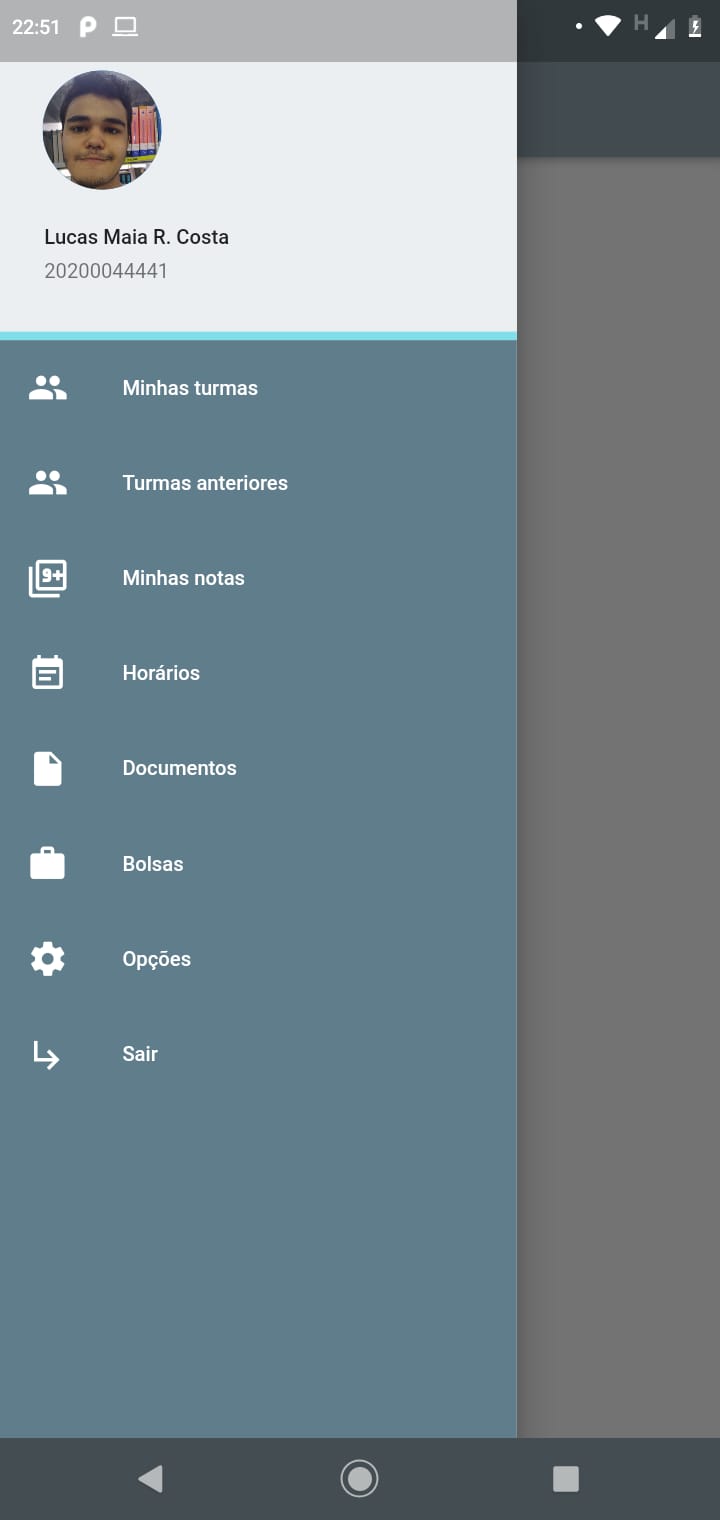 22:51
H
Lucas Maia R. Costa
20200044441
Minhas turmas
Turmas anteriores
9+
Minhas notas
Horários
Documentos
Bolsas
Opções
Sair